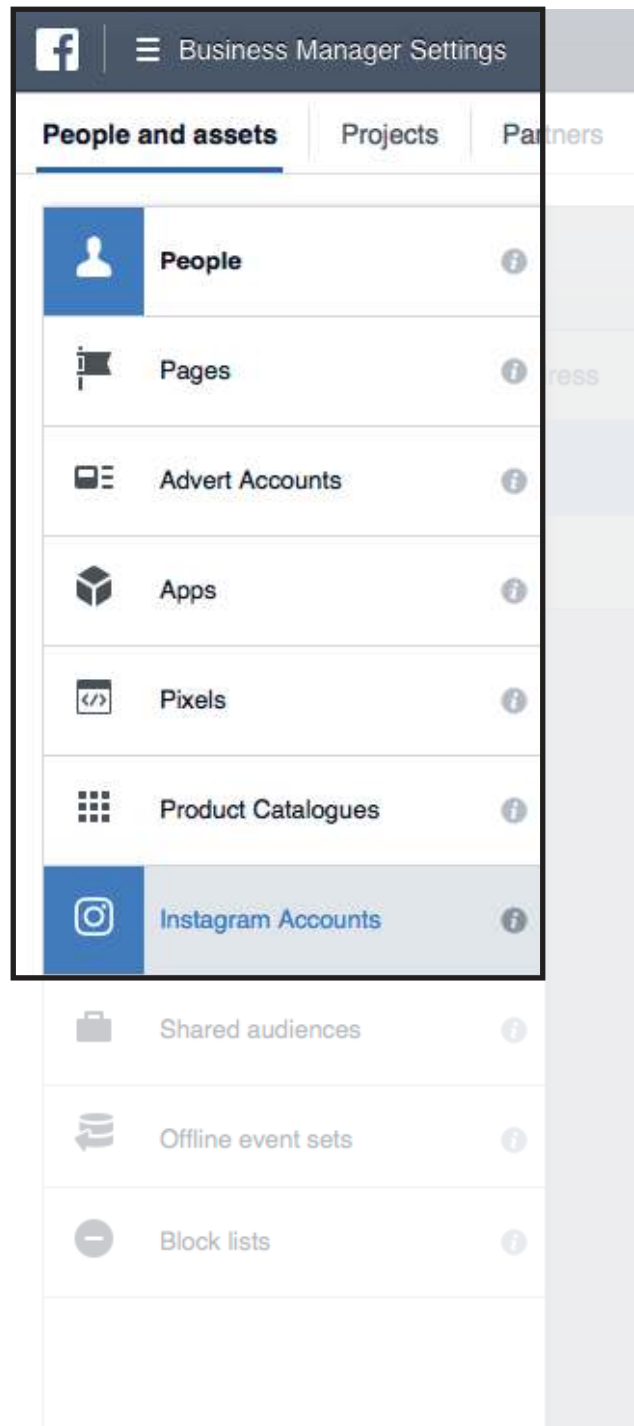 f Business Manager Settings
People and assets Projects Partners
People
Pages
ress
Advert Accounts
Apps
Pixels
Product Catalogues
Instagram Accounts
Shared audiences
Offline event sets
Block lists